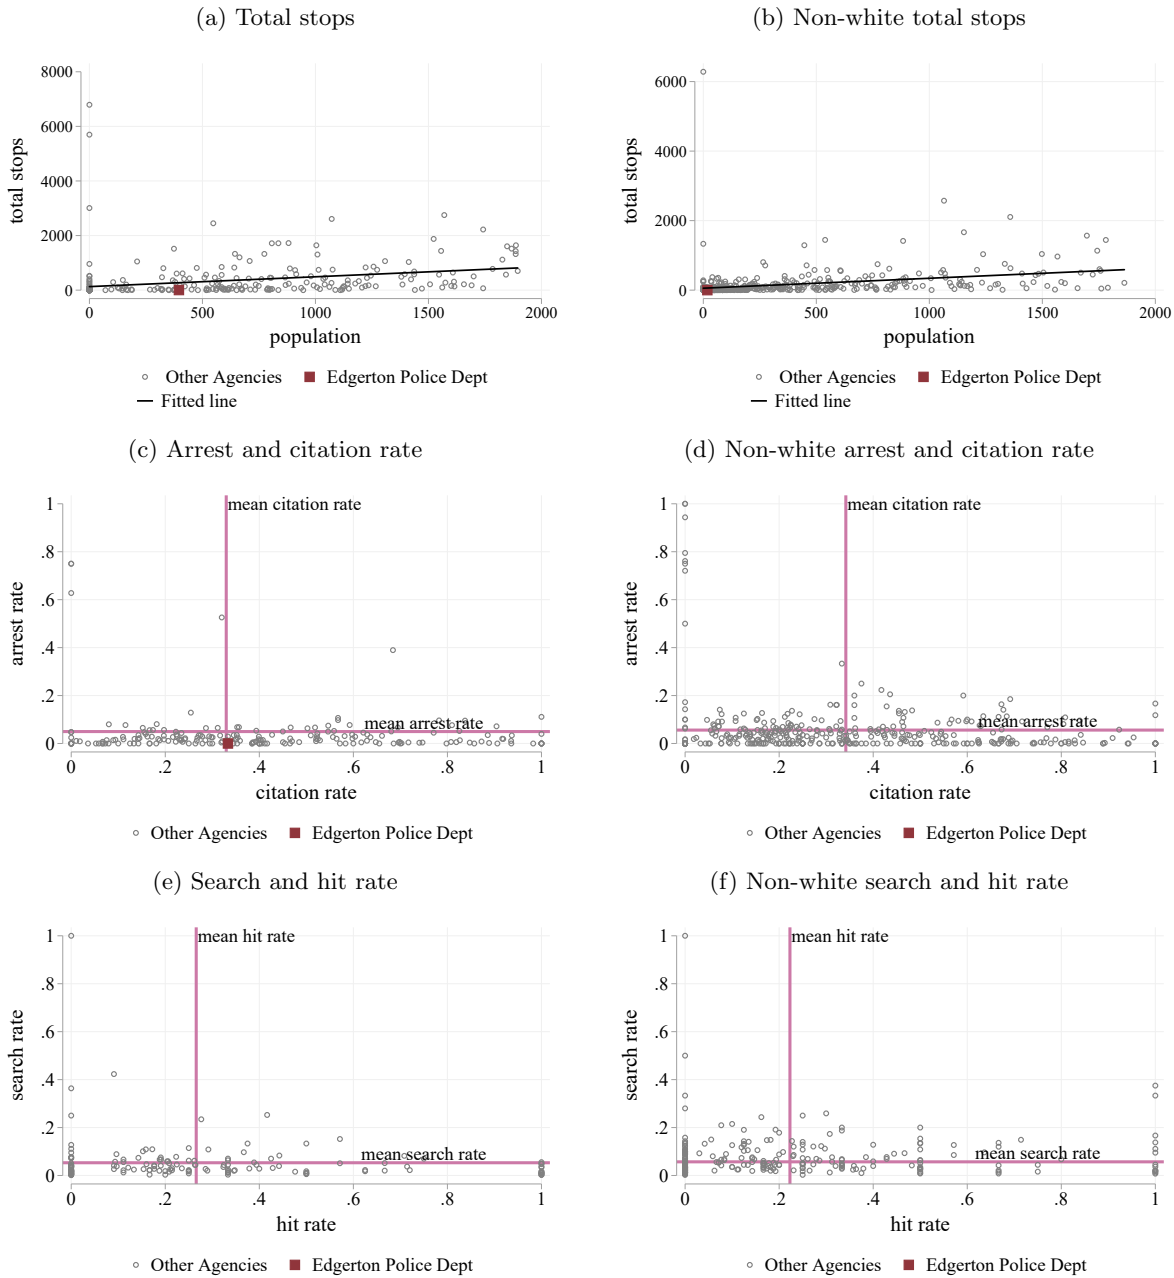 (a) Total stops
(b) Non-white total stops
total stops
8000
6000
4000
2000
0
0 500 1000 1500 2000
population
Other Agencies Edgerton Police Dept
Fitted line
total stops
6000
4000
2000
0
0 500 1000 1500 2000
population
Other Agencies Edgerton Police Dept
Fitted line
(c) Arrest and citation rate
(d) Non-white arrest and citation rate
arrest rate
1
.8
.6
.4
.2
0
mean citation rate
mean arrest rate
0 .2 .4 .6 .8 1
citation rate
Other Agencies Edgerton Police Dept
arrest rate
1
.8
.6
.4
.2
0
mean citation rate
mean arrest rate
0 .2 .4 .6 .8 1
citation rate
Other Agencies Edgerton Police Dept
(e) Search and hit rate
(f) Non-white search and hit rate
search rate
1
.8
.6
.4
.2
0
mean hit rate
mean search rate
0 .2 .4 .6 .8 1
hit rate
Other Agencies Edgerton Police Dept
search rate
1
.8
.6
.4
.2
0
mean hit rate
mean search rate
0 .2 .4 .6 .8 1
hit rate
Other Agencies Edgerton Police Dept